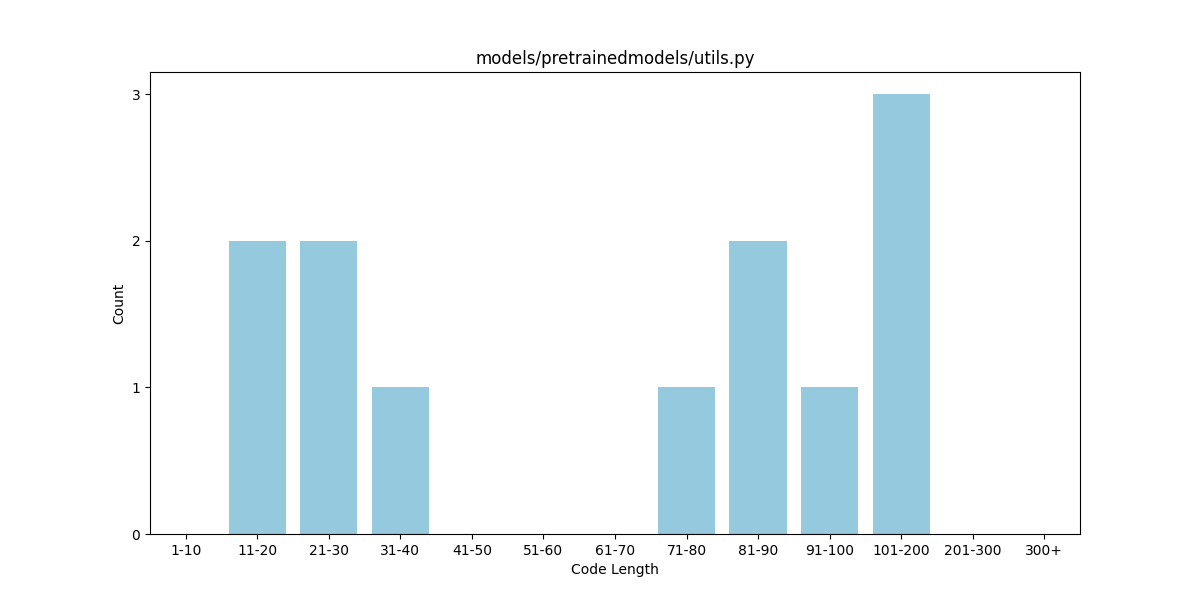 models/pretrainedmodels/utils.py
3
2
1
0
Count
1-10 11-20 21-30 31-40 41-50 51-60 61-70 71-80 81-90 91-100 101-200 201-300 300+
Code Length